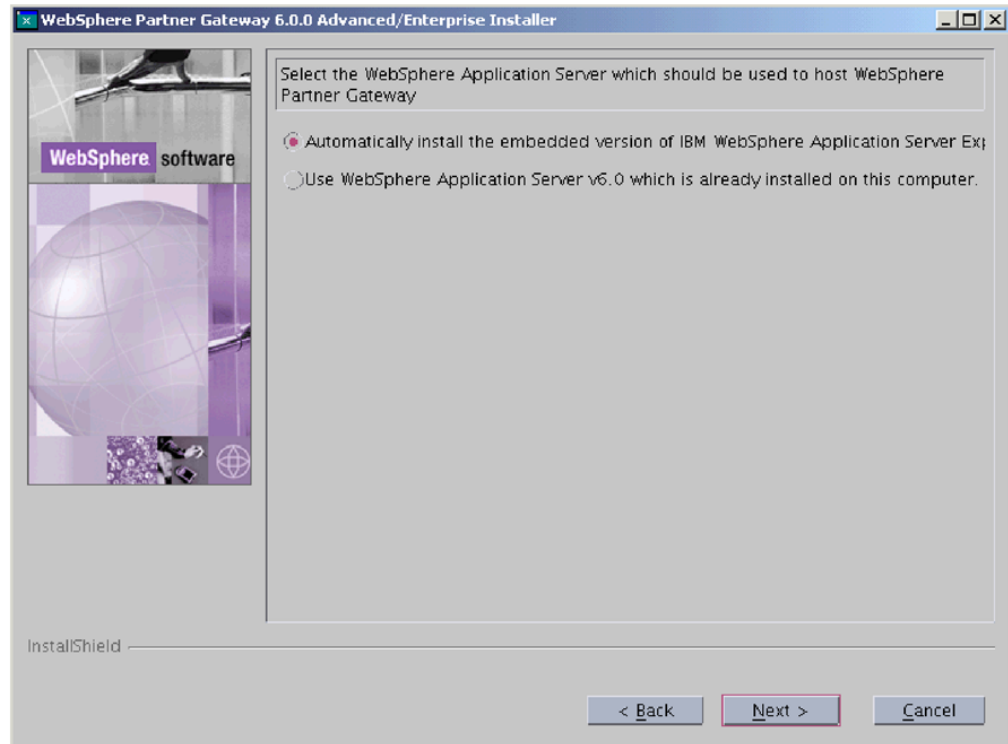 WebSphere Partner Gateway 6.0.0 Advanced/Enterprise Installer
Select the WebSphere Application Server which should be used to host WebSphere
Partner Gateway
Automatically install the embedded version of IBM WebSphere Application Server Exp
Use WebSphere Application Server v6.0 which is already installed on this computer.
WebSphere software
InstallShield
< Back
Next >
Cancel